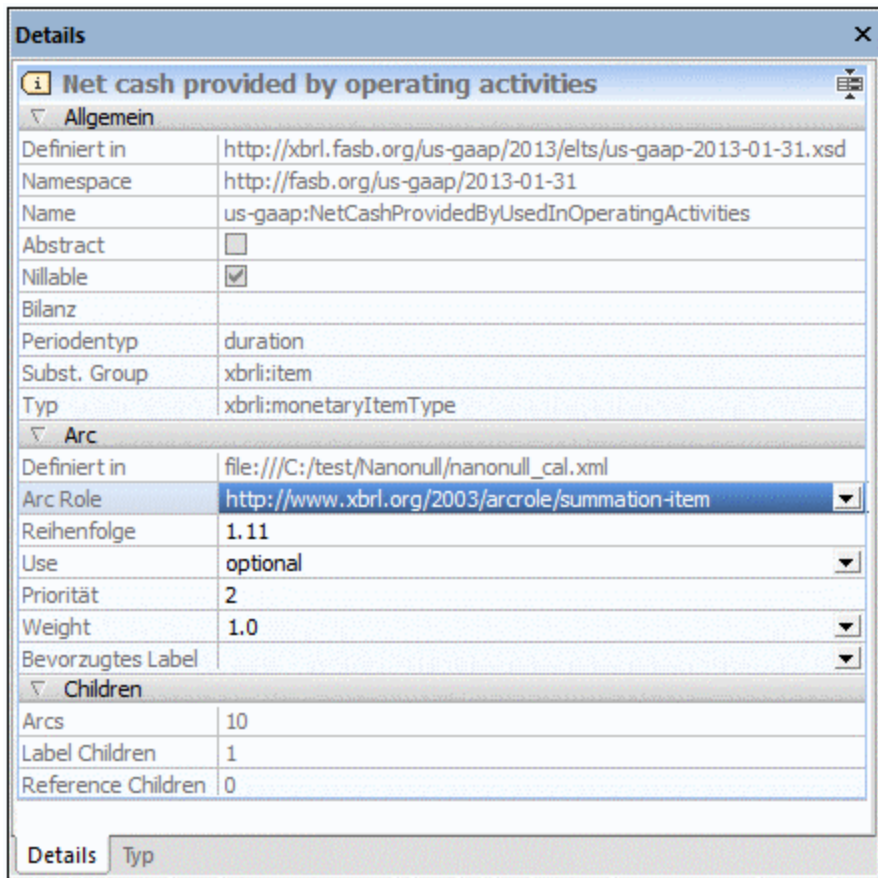 Details
Net cash provided by operating activities
Allgemein
Definiert in http://xbrl.fasb.org/us-gaap/2013/elts/us-gaap-2013-01-31.xsd
Namespace http://fasb.org/us-gaap/2013-01-31
Name us-gaap:NetCashProvidedByUsedInOperatingActivities
Abstract
Nillable
Bilanz
Periodentyp duration
Subst. Group xbrli:item
Typ xbrli:monetaryItemType
Arc
Definiert in file:///C:/test/Nanonull/nanonull_cal.xml
Arc Role http://www.xbrl.org/2003/arcrole/summation-item
Reihenfolge 1.11
Use optional
Priorität 2
Weight 1.0
Bevorzugtes Label
Children
Arcs 10
Label Children 1
Reference Children 0
Details Typ